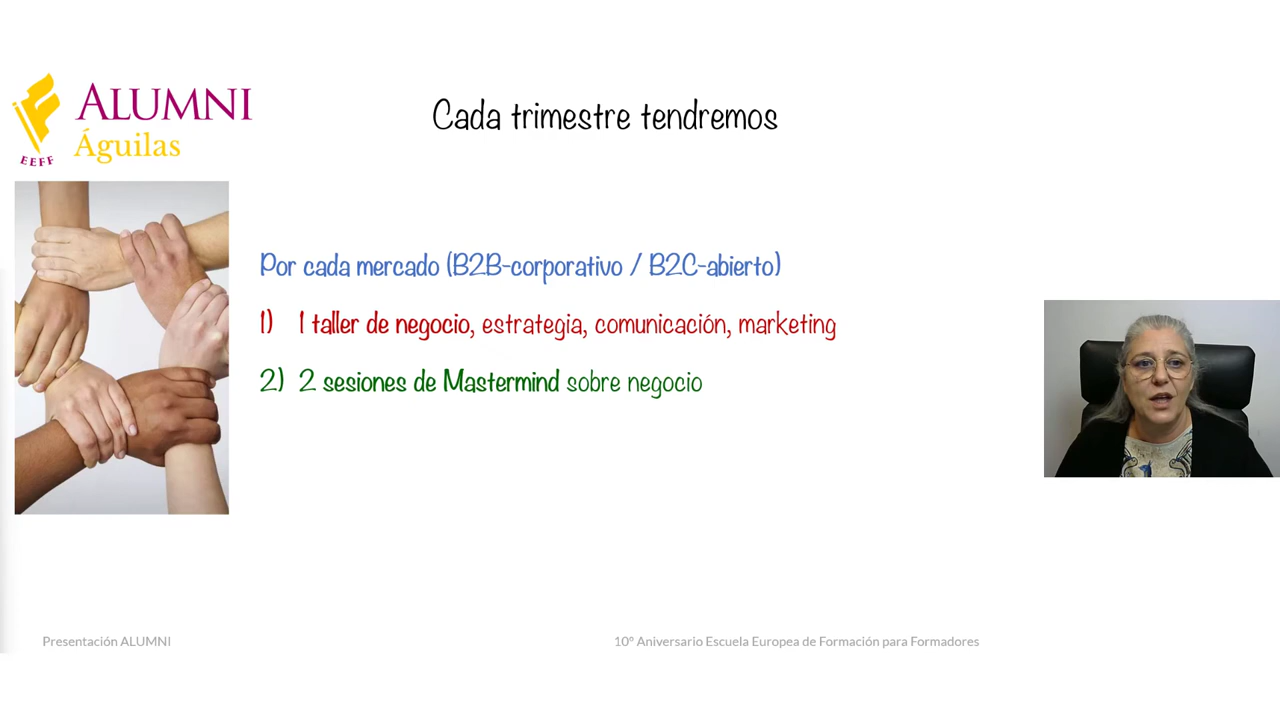 ALUMNI
Águilas
EEFF
Cada trimestre tendremos
Por cada mercado (B2B-corporativo / B2C-abierto)
1) 1 taller de negocio, estrategia, comunicación, marketing
2) 2 sesiones de Mastermind sobre negocio
Presentación ALUMNI
10º Aniversario Escuela Europea de Formación para Formadores